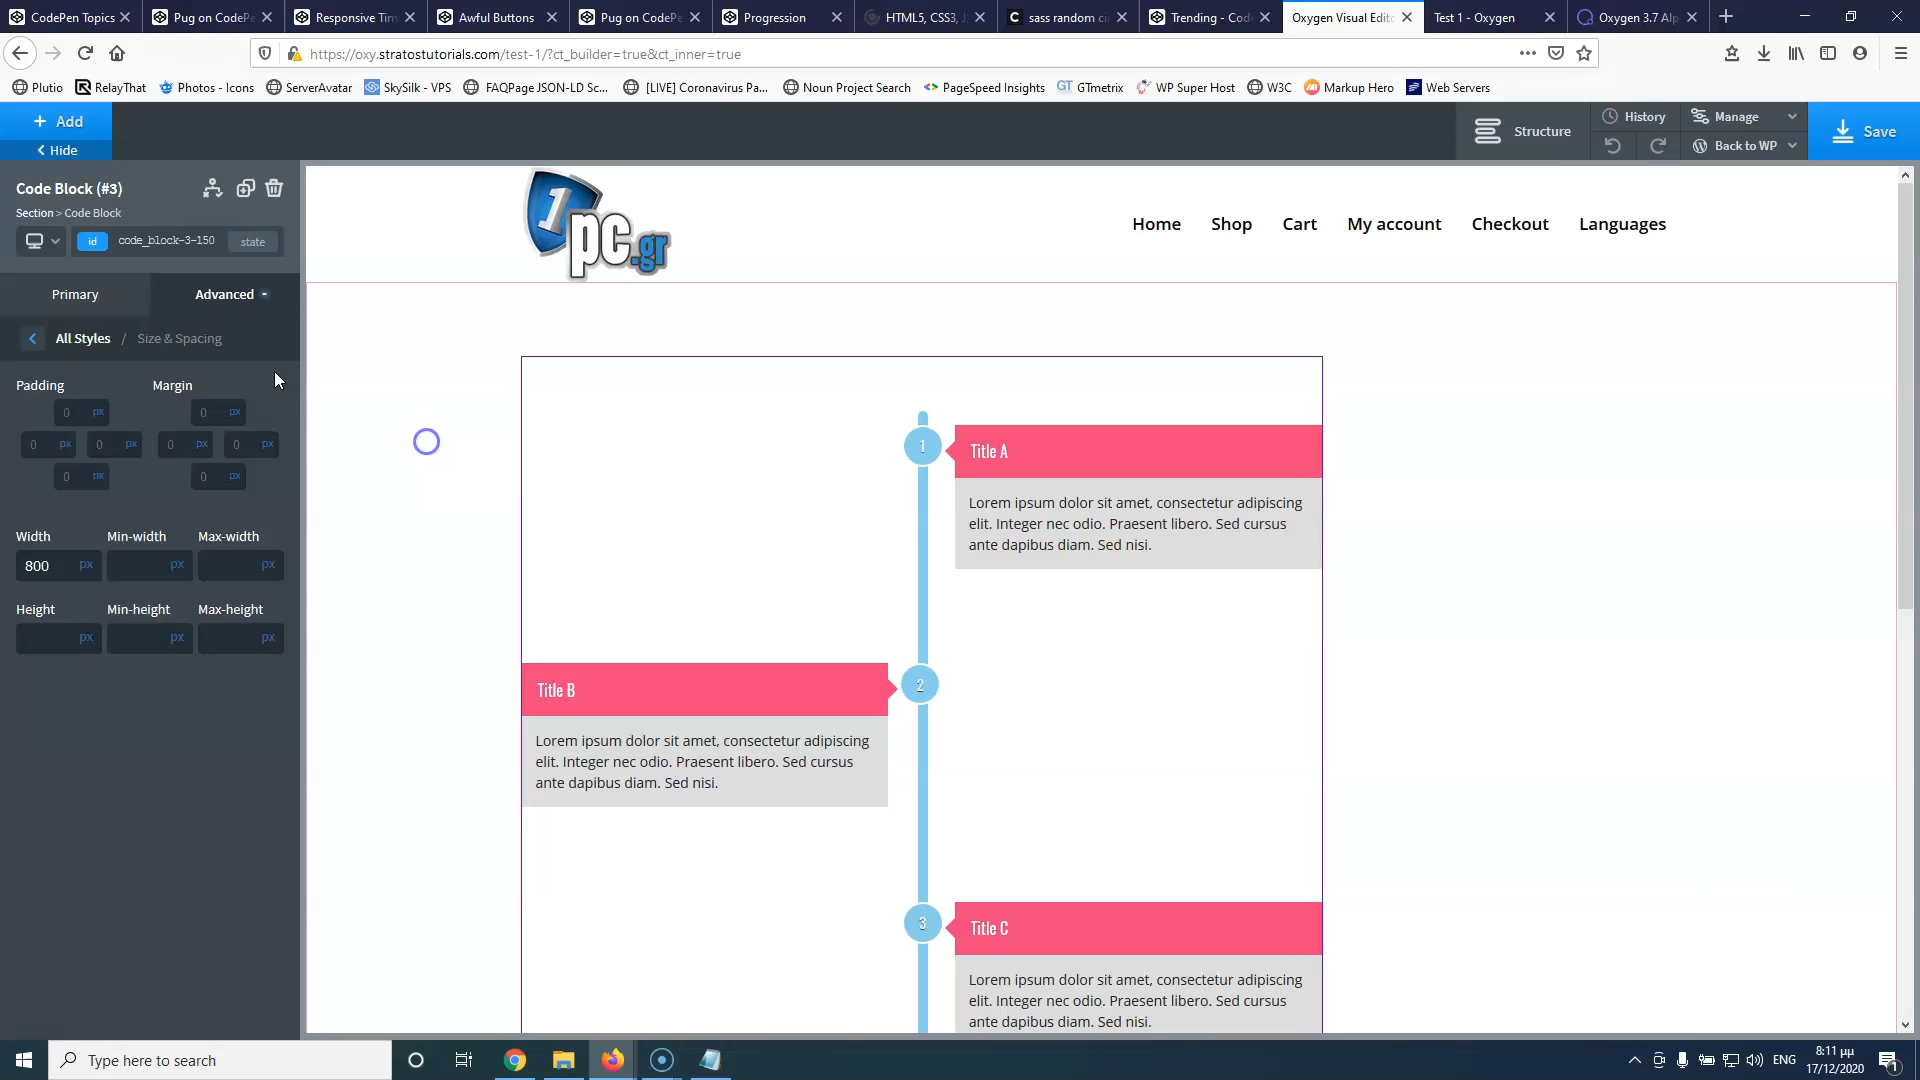 CodePen Topics
Pug on CodePe
Responsive Tim
Awful Buttons
Pug on CodePe
Progression
HTML5, CSS3, J
sass random ci
Trending - Cod
Oxygen Visual Edito
Test 1 - Oxygen
Oxygen 3.7 Alp
https://oxy.stratostutorials.com/test-1/?ct_builder=true&ct_inner=true
Plutio
RelayThat
Photos - Icons
ServerAvatar
SkySilk - VPS
FAQPage JSON-LD Sc...
[LIVE] Coronavirus Pa...
Noun Project Search
PageSpeed Insights
GTmetrix
WP Super Host
W3C
Markup Hero
Web Servers
+ Add
Hide
Structure
History
Manage
Back to WP
Save
Code Block (#3)
Section > Code Block
id
code_block-3-150
state
Primary
Advanced
All Styles / Size & Spacing
Padding
Margin
0 px
0 px
0 px
0 px
0 px
0 px
0 px
0 px
Width
Min-width
Max-width
800 px
px
px
Height
Min-height
Max-height
px
px
px
1pc.gr
Home
Shop
Cart
My account
Checkout
Languages
1
Title A
Lorem ipsum dolor sit amet, consectetur adipiscing
elit. Integer nec odio. Praesent libero. Sed cursus
ante dapibus diam. Sed nisi.
Title B
2
Lorem ipsum dolor sit amet, consectetur adipiscing
elit. Integer nec odio. Praesent libero. Sed cursus
ante dapibus diam. Sed nisi.
3
Title C
Lorem ipsum dolor sit amet, consectetur adipiscing
elit. Integer nec odio. Praesent libero. Sed cursus
ante dapibus diam. Sed nisi.
Type here to search
ENG
8:11 μμ
17/12/2020
1